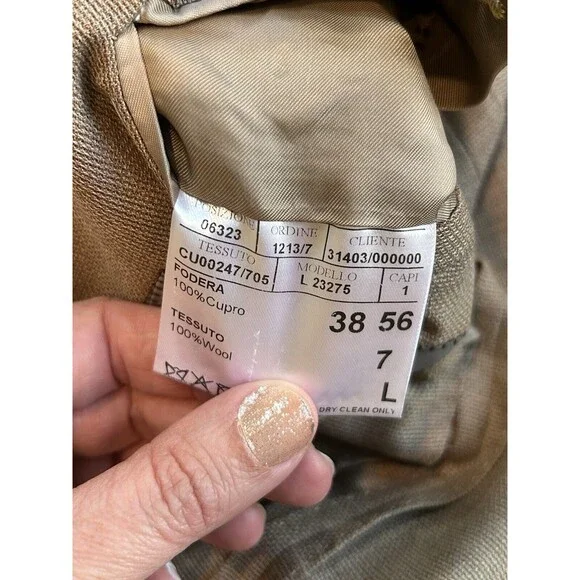 POSIZIONE
06323
ORDINE
1213/7
CLIENTE
31403/000000
TESSUTO
CU00247/705
MODELLO
L 23275
CAPI
1
FODERA
100%Cupro
TESSUTO
100%Wool
38 56
7
L
DRY CLEAN ONLY